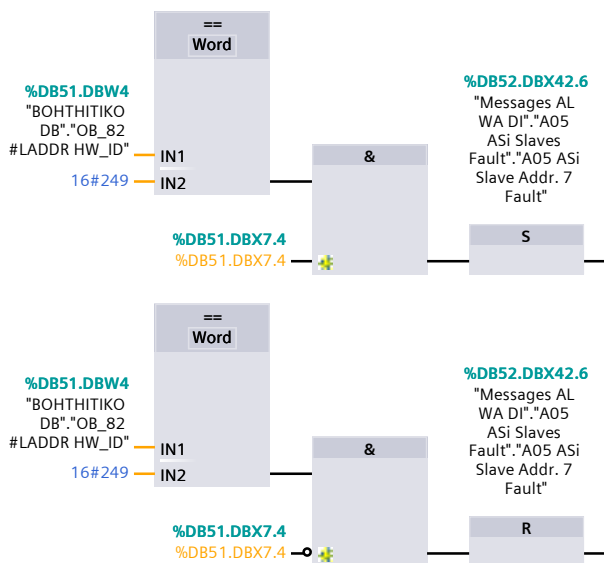 ==
Word
%DB51.DBW4
"BOHTHITIKO
DB"."OB_82
#LADDR HW_ID"
IN1
16#249
IN2
&
%DB51.DBX7.4
%DB51.DBX7.4
%DB52.DBX42.6
"Messages AL
WA DI"."A05
ASi Slaves
Fault"."A05 ASi
Slave Addr. 7
Fault"
S
==
Word
%DB51.DBW4
"BOHTHITIKO
DB"."OB_82
#LADDR HW_ID"
IN1
16#249
IN2
&
%DB51.DBX7.4
%DB51.DBX7.4
%DB52.DBX42.6
"Messages AL
WA DI"."A05
ASi Slaves
Fault"."A05 ASi
Slave Addr. 7
Fault"
R